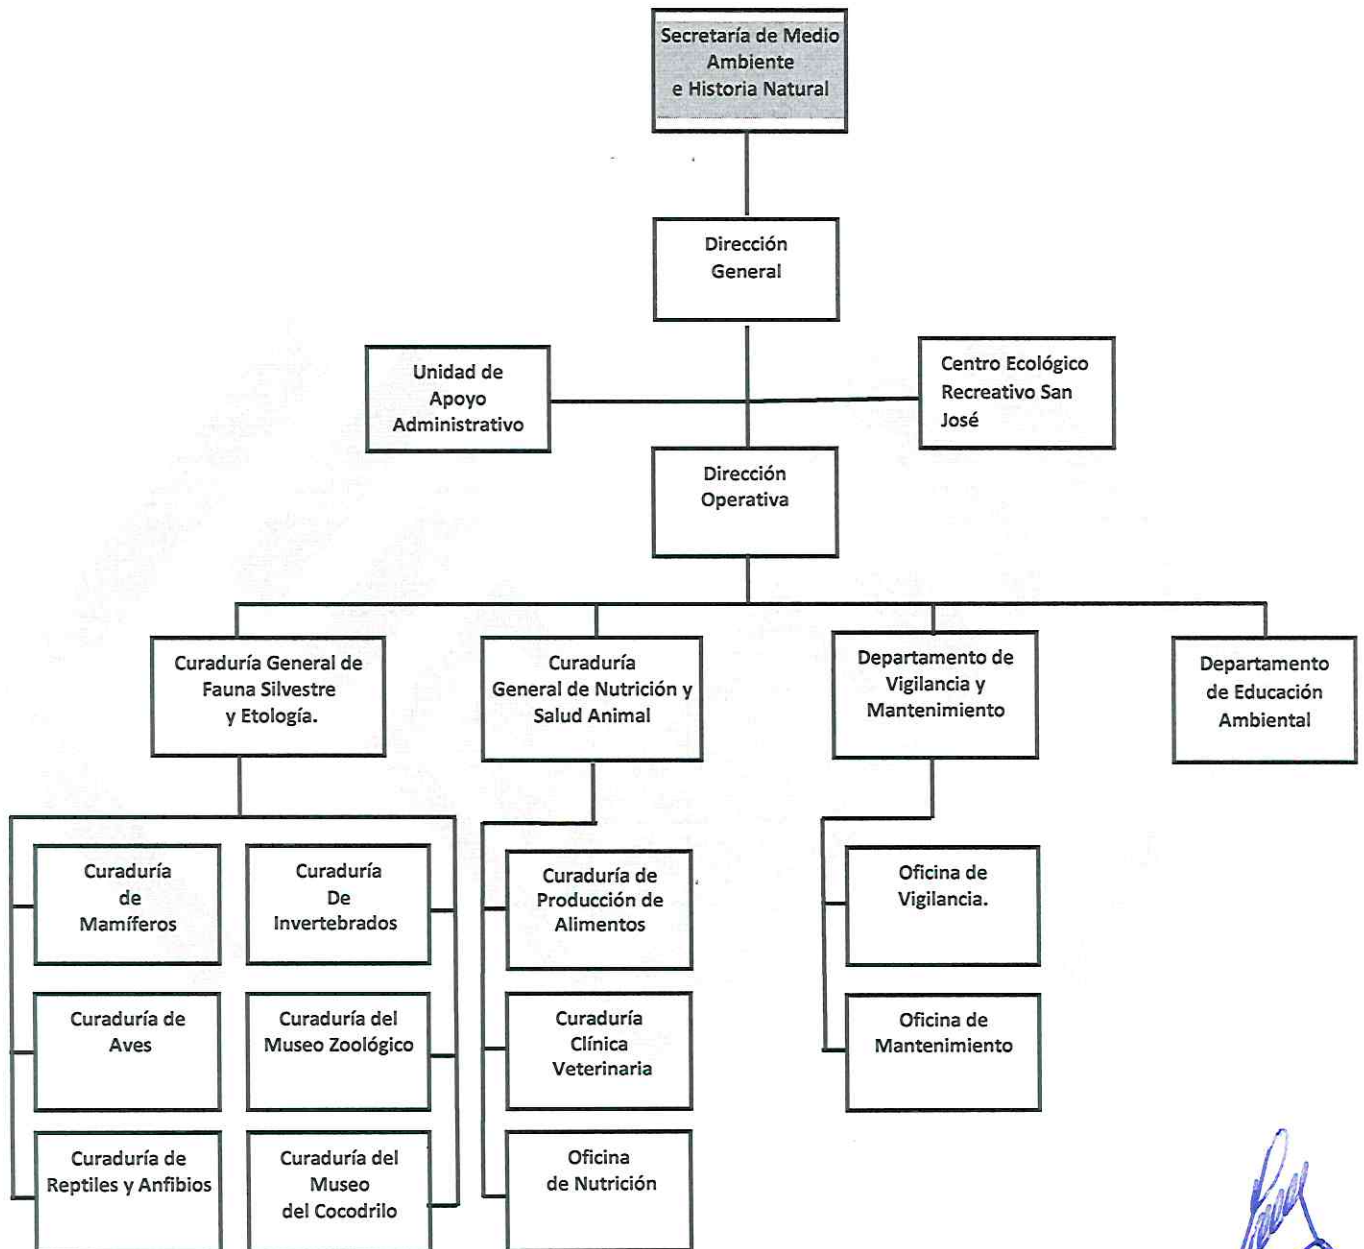 Secretaría de Medio
Ambiente
e Historia Natural
Dirección
General
Unidad de
Apoyo
Administrativo
Centro Ecológico
Recreativo San
José
Dirección
Operativa
Curaduría General de
Fauna Silvestre
y Etología.
Curaduría
General de Nutrición y
Salud Animal
Departamento de
Vigilancia y
Mantenimiento
Departamento
de Educación
Ambiental
Curaduría
de
Mamíferos
Curaduría
De
Invertebrados
Curaduría de
Producción de
Alimentos
Oficina de
Vigilancia.
Curaduría de
Aves
Curaduría del
Museo Zoológico
Curaduría
Clínica
Veterinaria
Oficina de
Mantenimiento
Curaduría de
Reptiles y Anfibios
Curaduría del
Museo
del Cocodrilo
Oficina
de Nutrición